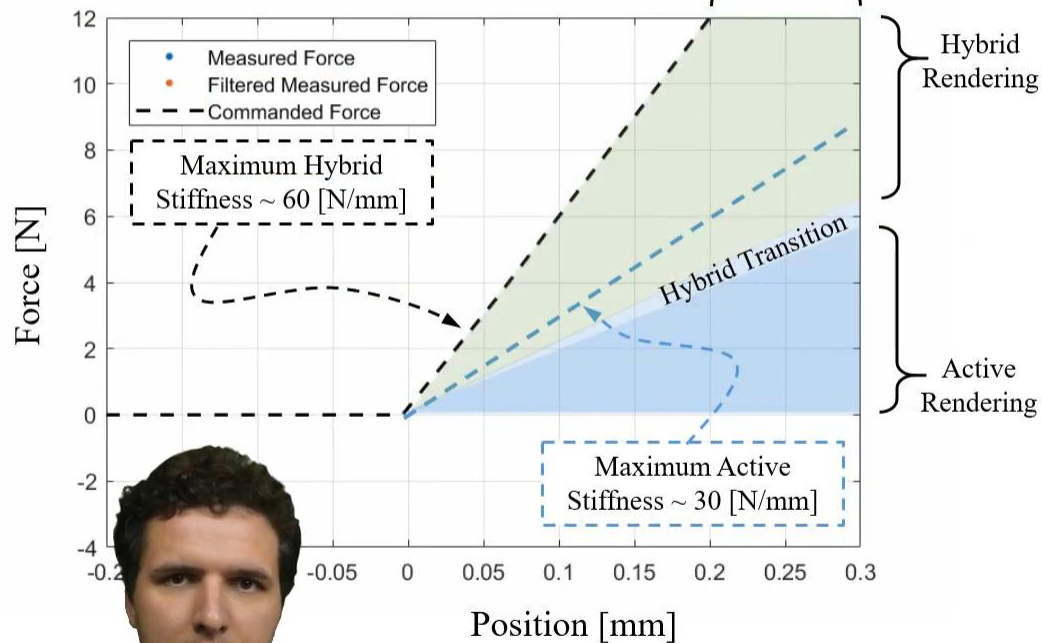 12
10
8
6
4
2
0
-2
-4
Force [N]
Measured Force
Filtered Measured Force
Commanded Force
Maximum Hybrid
Stiffness ~ 60 [N/mm]
Hybrid Transition
Maximum Active
Stiffness ~ 30 [N/mm]
Hybrid
Rendering
Active
Rendering
-0.05
0
0.05
0.1
0.15
0.2
0.25
0.3
Position [mm]